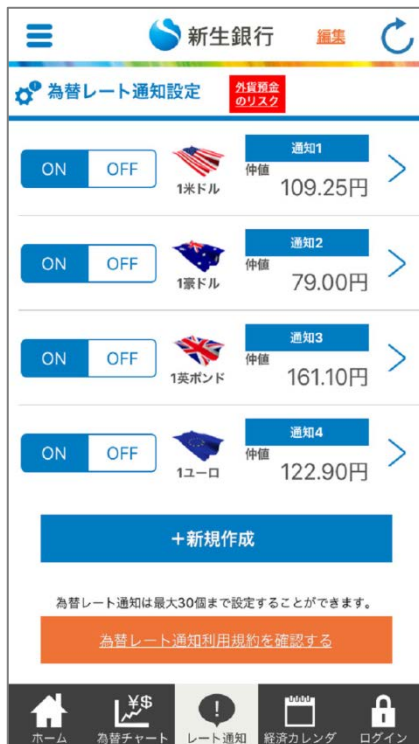 新生銀行
編集
為替レート通知設定
外貨預金
のリスク
ON OFF
1米ドル
通知1
仲値
109.25円
ON OFF
1豪ドル
通知2
仲値
79.00円
ON OFF
1英ポンド
通知3
仲値
161.10円
ON OFF
1ユーロ
通知4
仲値
122.90円
+新規作成
為替レート通知は最大30個まで設定することができます。
為替レート通知利用規約を確認する
¥$
ホーム 為替チャート レート通知 経済カレンダ ログイン